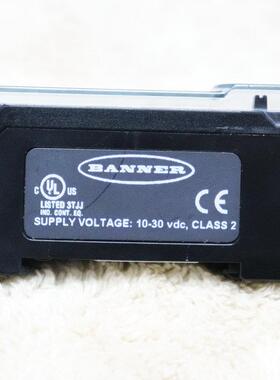 BANNER
C UL US
LISTED 3TJJ
IND. CONT. EQ.
CE
SUPPLY VOLTAGE: 10-30 vdc, CLASS 2